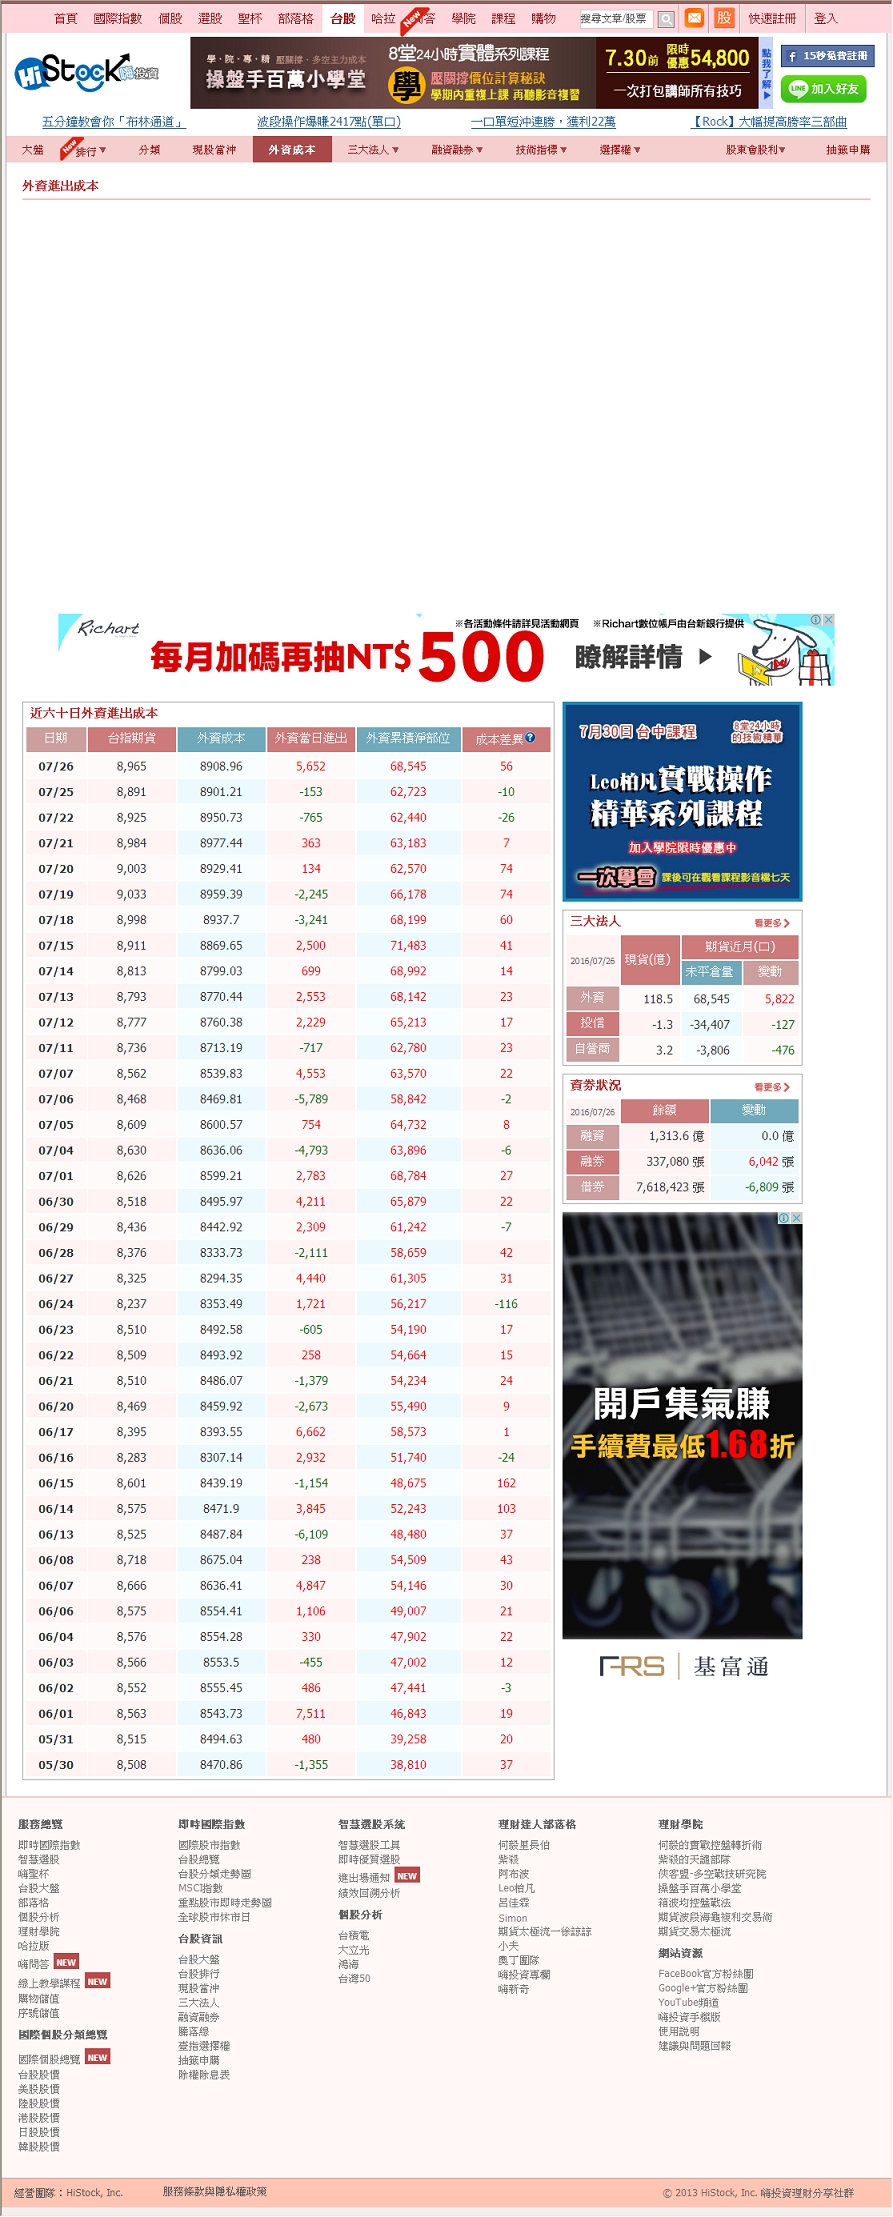 首頁 國際指數 個股 選股 聖杯 部落格 台股 哈拉 New 答 學院 課程 購物 搜尋文章/股票 股 快速註冊 登入
HiStock嗨投資
學・院・專・精 壓關撐・多空主力成本
操盤手百萬小學堂
8堂24小時實體系列課程
學 壓關撐價位計算秘訣
學期內重複上課 再聽影音複習
7.30前 限時優惠54,800
一次打包講師所有技巧
點我了解▶
f 15秒免費註冊
LINE 加入好友
五分鐘教會你「布林通道」 波段操作爆賺2417點(單口) 一口單短沖連勝，獲利22萬 【Rock】大幅提高勝率三部曲
大盤 New 排行▼ 分類 現股當沖 外資成本 三大法人▼ 融資融券▼ 技術指標▼ 選擇權▼ 股東會股利▼ 抽籤申購
外資進出成本
Richart
※各活動條件請詳見活動網頁 ※Richart數位帳戶由台新銀行提供
每月加碼再抽NT$500 瞭解詳情 ▶
近六十日外資進出成本
日期 台指期貨 外資成本 外資當日進出 外資累積淨部位 成本差異?
07/26 8,965 8908.96 5,652 68,545 56
07/25 8,891 8901.21 -153 62,723 -10
07/22 8,925 8950.73 -765 62,440 -26
07/21 8,984 8977.44 363 63,183 7
07/20 9,003 8929.41 134 62,570 74
07/19 9,033 8959.39 -2,245 66,178 74
07/18 8,998 8937.7 -3,241 68,199 60
07/15 8,911 8869.65 2,500 71,483 41
07/14 8,813 8799.03 699 68,992 14
07/13 8,793 8770.44 2,553 68,142 23
07/12 8,777 8760.38 2,229 65,213 17
07/11 8,736 8713.19 -717 62,780 23
07/07 8,562 8539.83 4,553 63,570 22
07/06 8,468 8469.81 -5,789 58,842 -2
07/05 8,609 8600.57 754 64,732 8
07/04 8,630 8636.06 -4,793 63,896 -6
07/01 8,626 8599.21 2,783 68,784 27
06/30 8,518 8495.97 4,211 65,879 22
06/29 8,436 8442.92 2,309 61,242 -7
06/28 8,376 8333.73 -2,111 58,659 42
06/27 8,325 8294.35 4,440 61,305 31
06/24 8,237 8353.49 1,721 56,217 -116
06/23 8,510 8492.58 -605 54,190 17
06/22 8,509 8493.92 258 54,664 15
06/21 8,510 8486.07 -1,379 54,234 24
06/20 8,469 8459.92 -2,673 55,490 9
06/17 8,395 8393.55 6,662 58,573 1
06/16 8,283 8307.14 2,932 51,740 -24
06/15 8,601 8439.19 -1,154 48,675 162
06/14 8,575 8471.9 3,845 52,243 103
06/13 8,525 8487.84 -6,109 48,480 37
06/08 8,718 8675.04 238 54,509 43
06/07 8,666 8636.41 4,847 54,146 30
06/06 8,575 8554.41 1,106 49,007 21
06/04 8,576 8554.28 330 47,902 22
06/03 8,566 8553.5 -455 47,002 12
06/02 8,552 8555.45 486 47,441 -3
06/01 8,563 8543.73 7,511 46,843 19
05/31 8,515 8494.63 480 39,258 20
05/30 8,508 8470.86 -1,355 38,810 37
7月30日 台中課程 8堂24小時的技術精華
Leo柏凡實戰操作
精華系列課程
加入學院限時優惠中
一次學會 課後可在觀看課程影音檔七天
三大法人 看更多
2016/07/26 現貨(億) 期貨近月(口)
未平倉量 變動
外資 118.5 68,545 5,822
投信 -1.3 -34,407 -127
自營商 3.2 -3,806 -476
資券狀況 看更多
2016/07/26 餘額 變動
融資 1,313.6 億 0.0 億
融券 337,080 張 6,042 張
借券 7,618,423 張 -6,809 張
開戶集氣賺
手續費最低1.68折
FRS 基富通
服務總覽
即時國際指數
智慧選股
嗨聖杯
台股大盤
部落格
個股分析
理財學院
哈拉版
嗨問答 NEW
線上教學課程 NEW
購物儲值
序號儲值
國際個股分類總覽
國際個股總覽 NEW
台股股價
美股股價
陸股股價
港股股價
日股股價
韓股股價
即時國際指數
國際股市指數
台股總覽
台股分類走勢圖
MSCI指數
重點股市即時走勢圖
全球股市休市日
台股資訊
台股大盤
台股排行
現股當沖
三大法人
融資融券
騰落線
臺指選擇權
抽籤申購
除權除息表
智慧選股系統
智慧選股工具
即時優質選股
進出場通知 NEW
績效回溯分析
個股分析
台積電
大立光
鴻海
台灣50
理財達人部落格
何毅里長伯
紫殺
阿布波
Leo柏凡
呂佳霖
Simon
期貨太極流一徐諒諒
小夫
奧丁團隊
嗨投資專欄
嗨新奇
理財學院
何毅的實戰控盤轉折術
紫殺的天讖部隊
俠客盟-多空戰技研究院
操盤手百萬小學堂
箱波均控盤戰法
期貨波段海龜複利交易術
期貨交易太極流
網站資源
FaceBook官方粉絲團
Google+官方粉絲團
YouTube頻道
嗨投資手機版
使用說明
建議與問題回報
經營團隊：HiStock, Inc. 服務條款與隱私權政策 © 2013 HiStock, Inc. 嗨投資理財分享社群